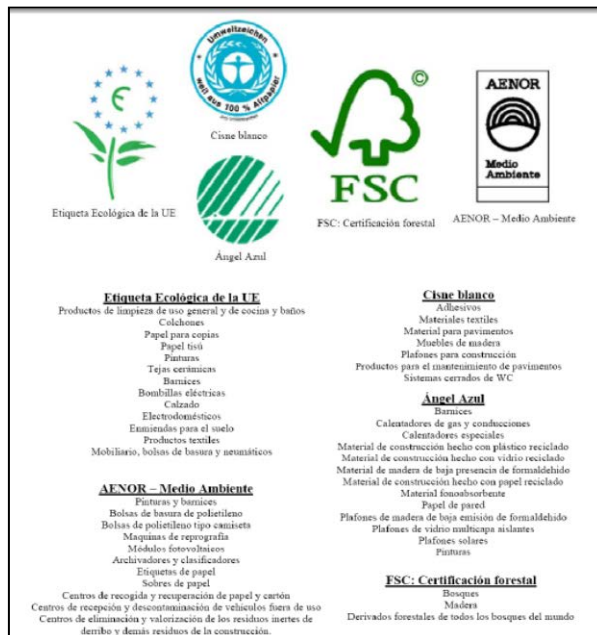 Umweltzeichen
weil aus 100 % Altpapier
Cisne blanco
©
FSC
AENOR
Medio
Ambiente
Etiqueta Ecológica de la UE
FSC: Certificación forestal
AENOR – Medio Ambiente
Ángel Azul
Etiqueta Ecológica de la UE
Productos de limpieza de uso general y de cocina y baños
Colchones
Papel para copias
Papel tisú
Pinturas
Tejas cerámicas
Barnices
Bombillas eléctricas
Calzado
Electrodomésticos
Enmiendas para el suelo
Productos textiles
Mobiliario, bolsas de basura y neumáticos
AENOR – Medio Ambiente
Pinturas y barnices
Bolsas de basura de polietileno
Bolsas de polietileno tipo camiseta
Maquinas de reprografía
Módulos fotovoltaicos
Archivadores y clasificadores
Etiquetas de papel
Sobres de papel
Centros de recogida y recuperación de papel y cartón
Centros de recepción y descontaminación de vehículos fuera de uso
Centros de eliminación y valorización de los residuos inertes de
derribo y demás residuos de la construcción.
Cisne blanco
Adhesivos
Materiales textiles
Material para pavimentos
Muebles de madera
Plafones para construcción
Productos para el mantenimiento de pavimentos
Sistemas cerrados de WC
Ángel Azul
Barnices
Calentadores de gas y conducciones
Calentadores especiales
Material de construcción hecho con plástico reciclado
Material de construcción hecho con vidrio reciclado
Material de madera de baja presencia de formaldehido
Material de construcción hecho con papel reciclado
Material fonoabsorbente
Papel de pared
Plafones de madera de baja emisión de formaldehido
Plafones de vidrio multicapa aislantes
Plafones solares
Pinturas
FSC: Certificación forestal
Bosques
Madera
Derivados forestales de todos los bosques del mundo